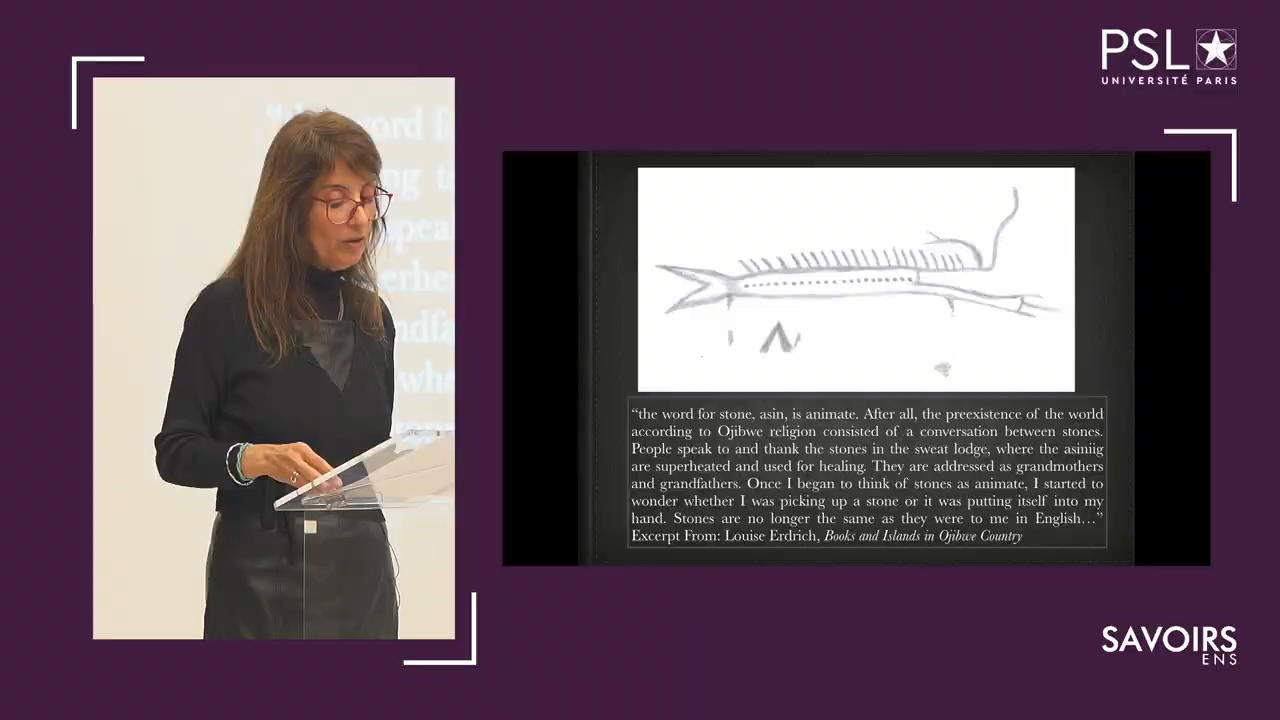 PSL
UNIVERSITÉ PARIS
“the word for stone, asin, is animate. After all, the preexistence of the world
according to Ojibwe religion consisted of a conversation between stones.
People speak to and thank the stones in the sweat lodge, where the asiniig
are superheated and used for healing. They are addressed as grandmothers
and grandfathers. Once I began to think of stones as animate, I started to
wonder whether I was picking up a stone or it was putting itself into my
hand. Stones are no longer the same as they were to me in English…”
Excerpt From: Louise Erdrich, Books and Islands in Ojibwe Country
SAVOIRS
ENS